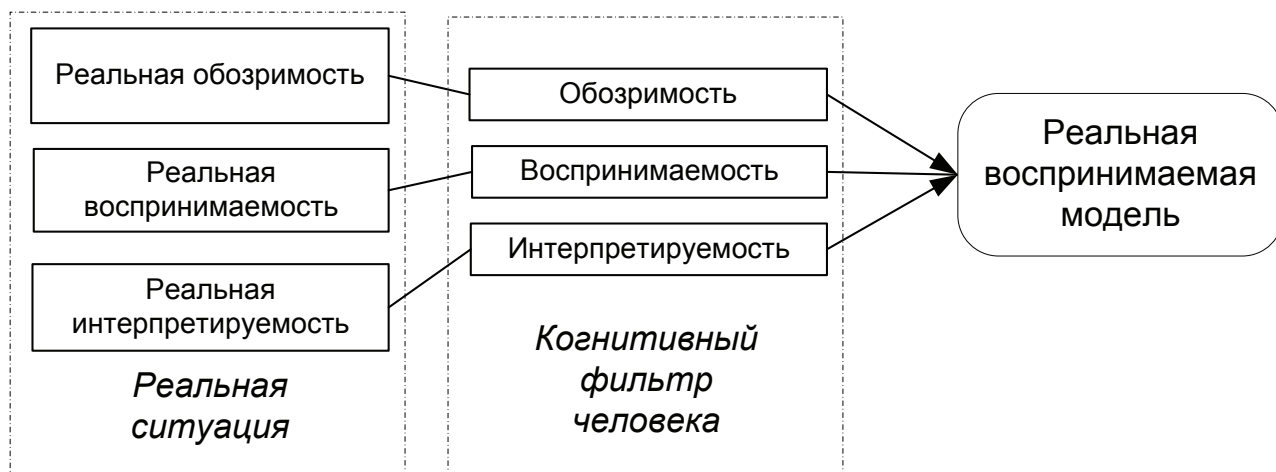 Реальная обозримость
Реальная
воспринимаемость
Реальная
интерпретируемость
Реальная
ситуация
Обозримость
Воспринимаемость
Интерпретируемость
Когнитивный
фильтр
человека
Реальная
воспринимаемая
модель